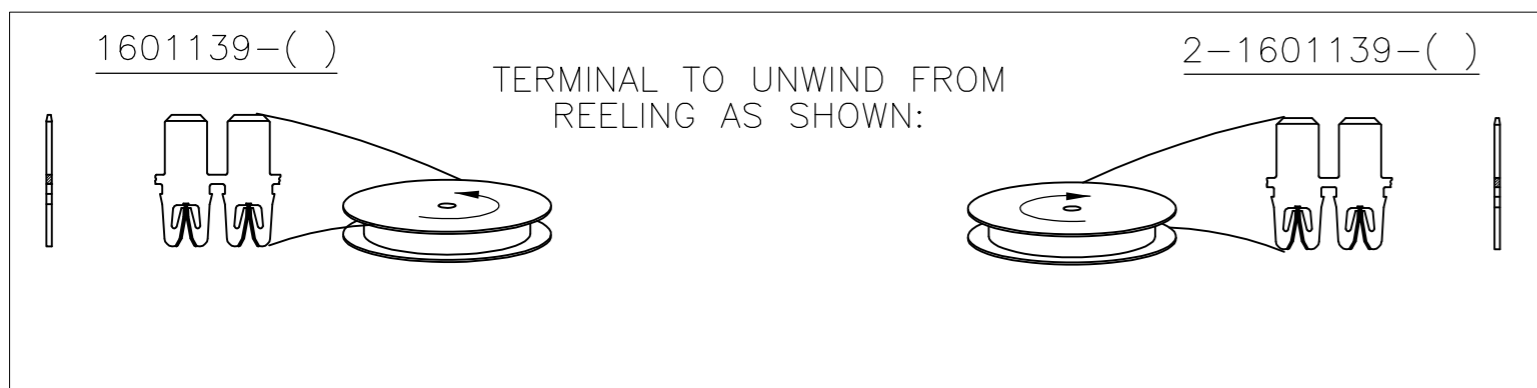 1601139-( )
TERMINAL TO UNWIND FROM
REELING AS SHOWN:
2-1601139-( )